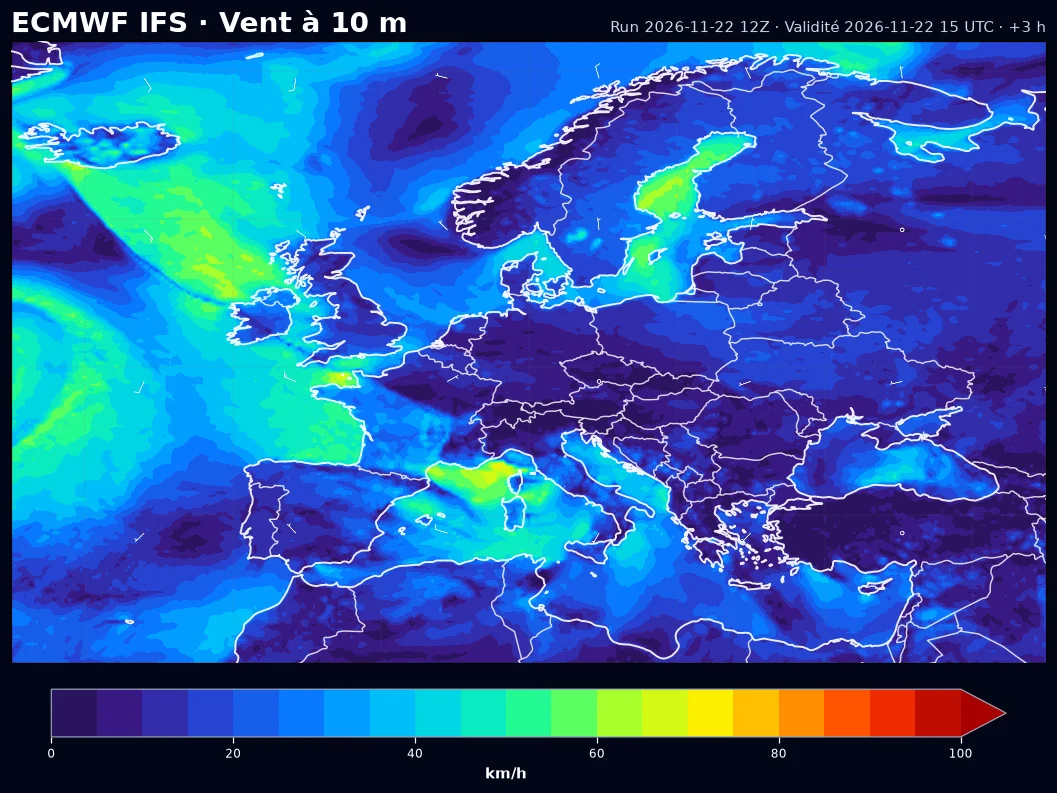 ECMWF IFS · Vent à 10 m
Run 2026-11-22 12Z · Validité 2026-11-22 15 UTC · +3 h
0 20 40 60 80 100
km/h